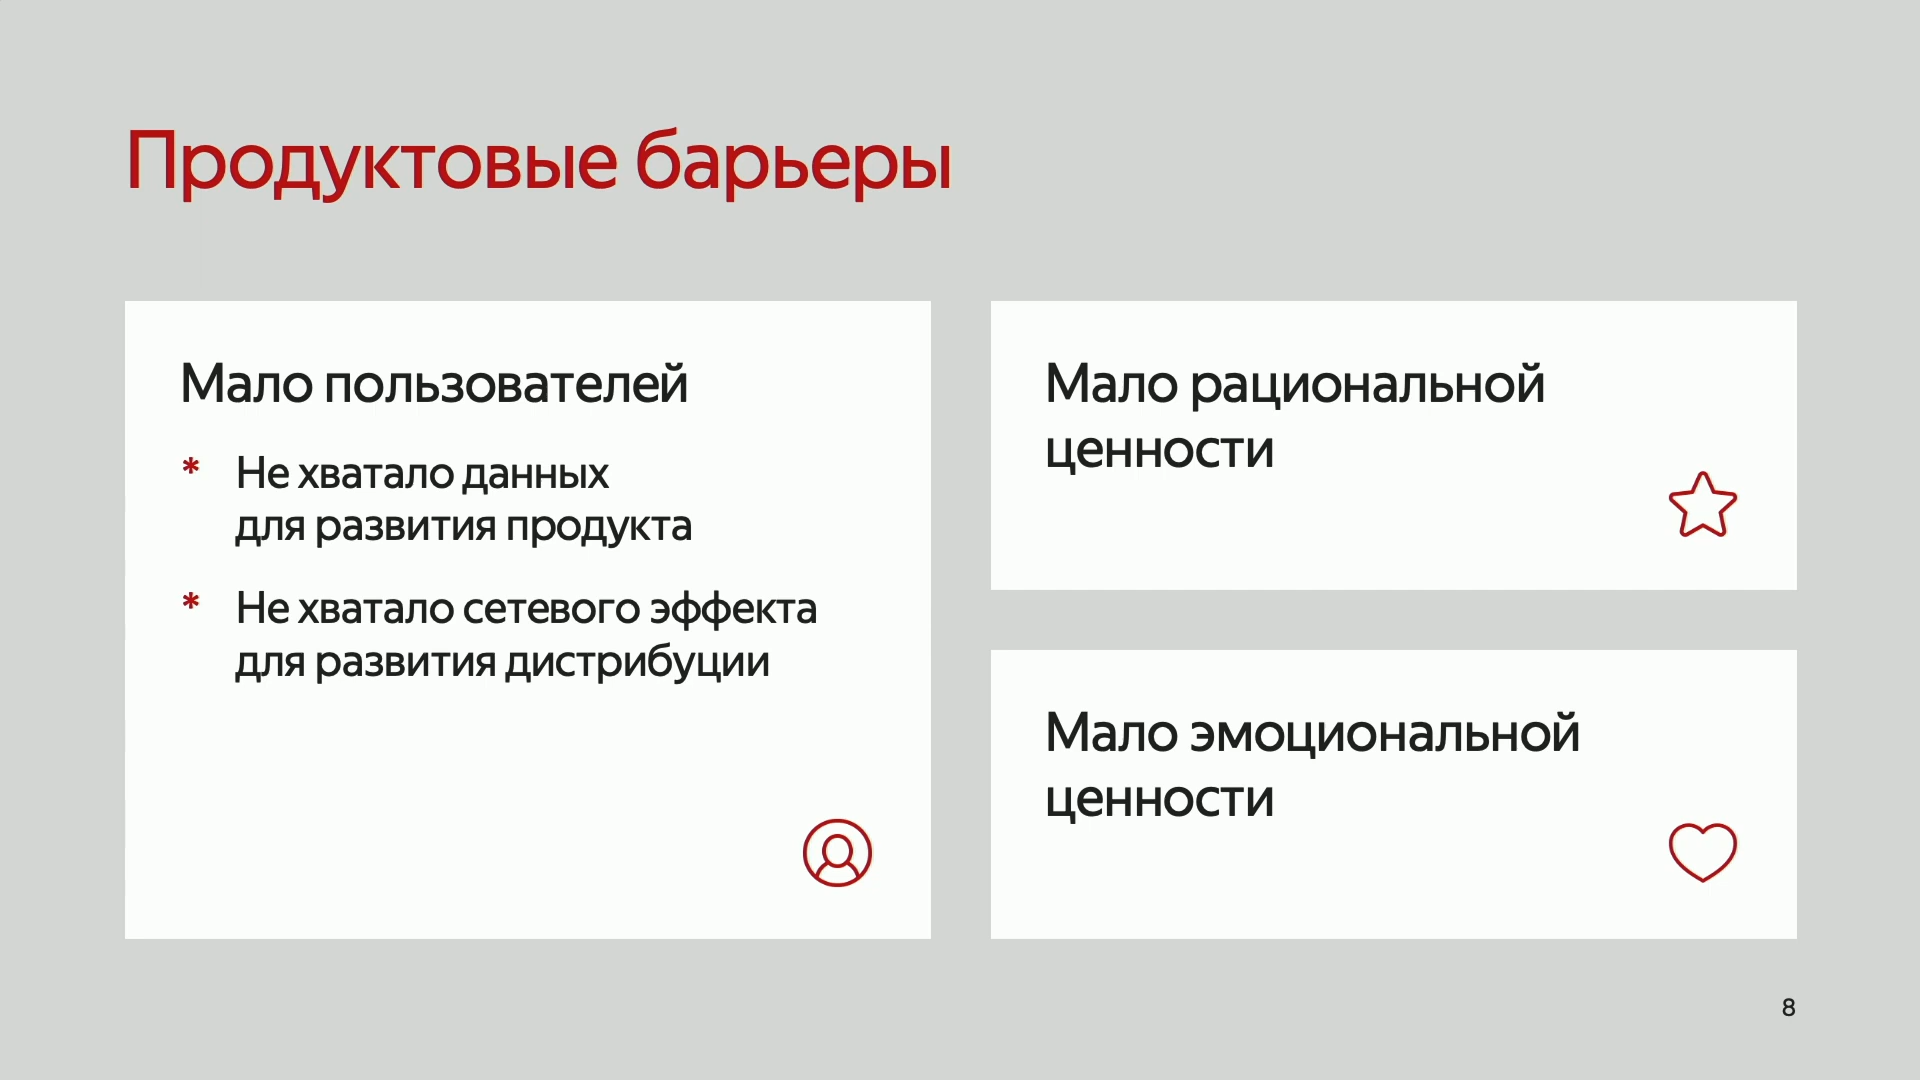 Продуктовые барьеры
Мало пользователей
* Не хватало данных
для развития продукта
* Не хватало сетевого эффекта
для развития дистрибуции
Мало рациональной
ценности
Мало эмоциональной
ценности
8